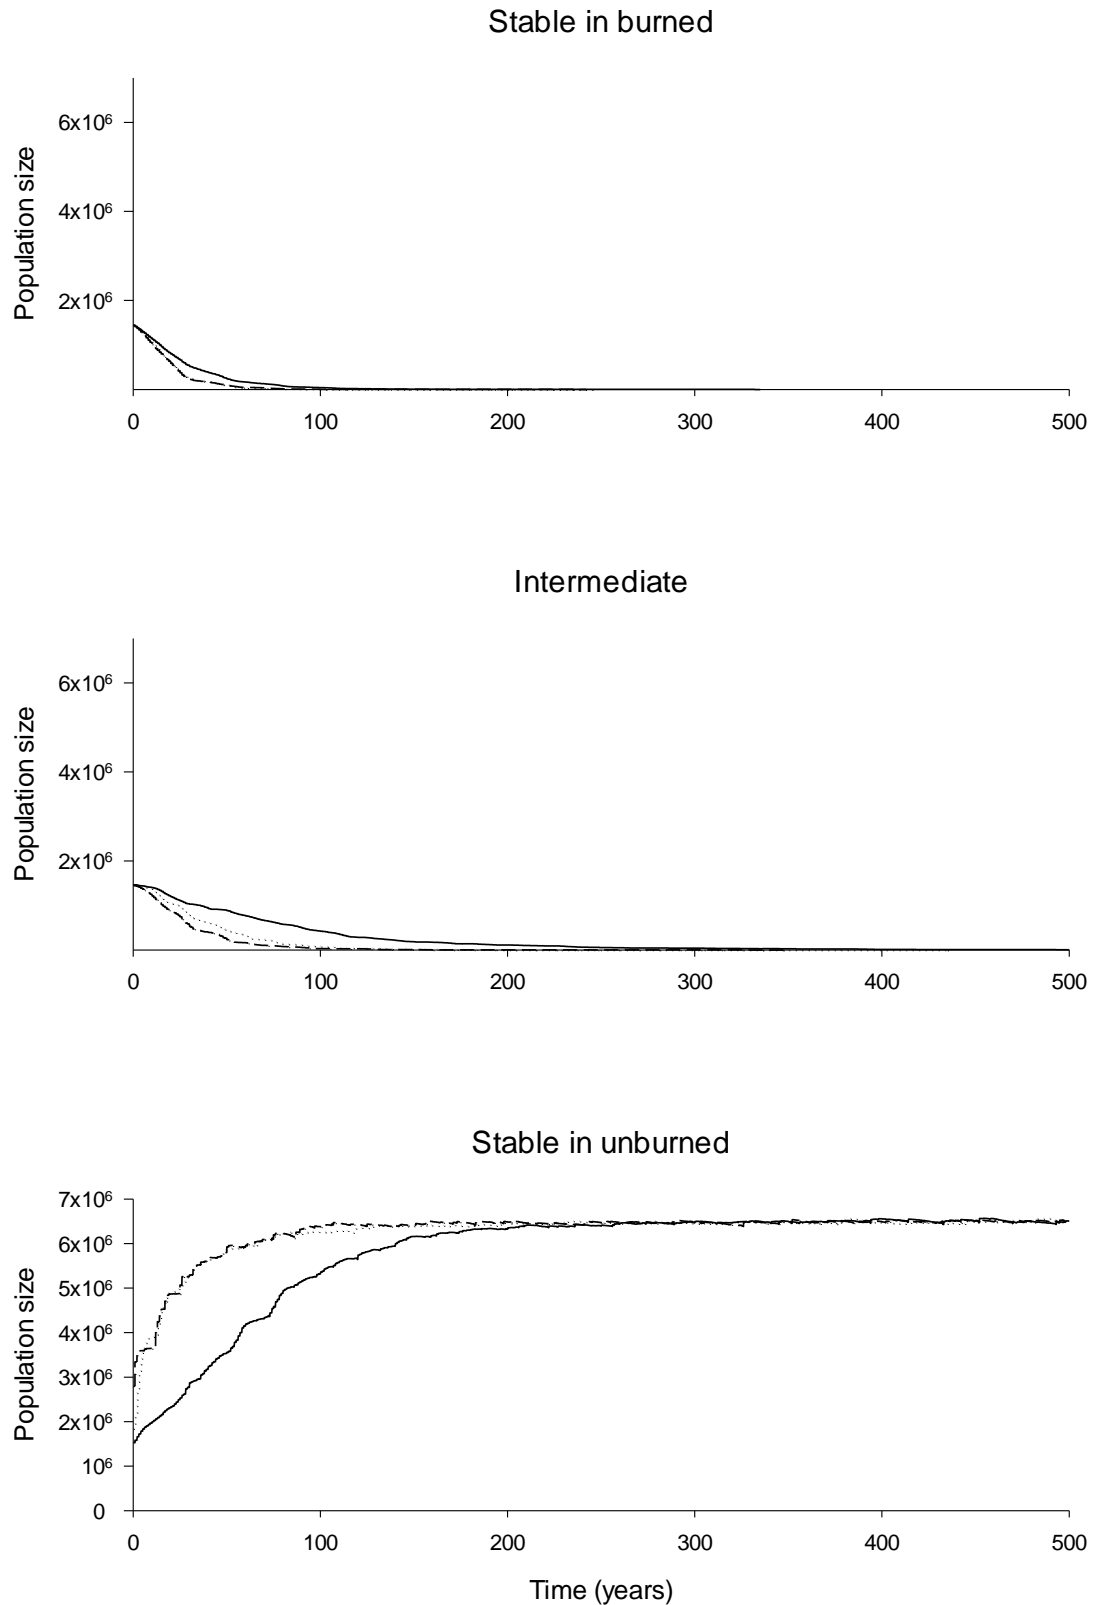 Stable in burned
Population size
6x10⁶
4x10⁶
2x10⁶
0 100 200 300 400 500
Intermediate
Population size
6x10⁶
4x10⁶
2x10⁶
0 100 200 300 400 500
Stable in unburned
Population size
7x10⁶
6x10⁶
5x10⁶
4x10⁶
3x10⁶
2x10⁶
10⁶
0
0 100 200 300 400 500
Time (years)